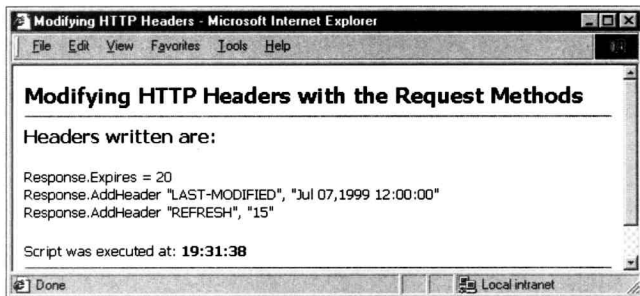 Modifying HTTP Headers - Microsoft Internet Explorer
File Edit View Favorites Tools Help
Modifying HTTP Headers with the Request Methods
Headers written are:
Response.Expires = 20
Response.AddHeader "LAST-MODIFIED", "Jul 07,1999 12:00:00"
Response.AddHeader "REFRESH", "15"
Script was executed at: 19:31:38
Done Local intranet